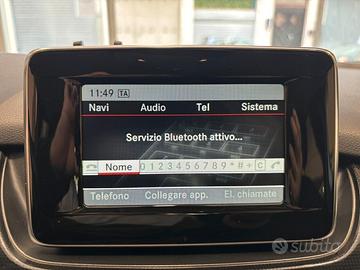 11:49 TA
Navi Audio Tel Sistema
Servizio Bluetooth attivo...
Nome 0 1 2 3 4 5 6 7 8 9 * # + C
Telefono Collegare app. El. chiamate
subito